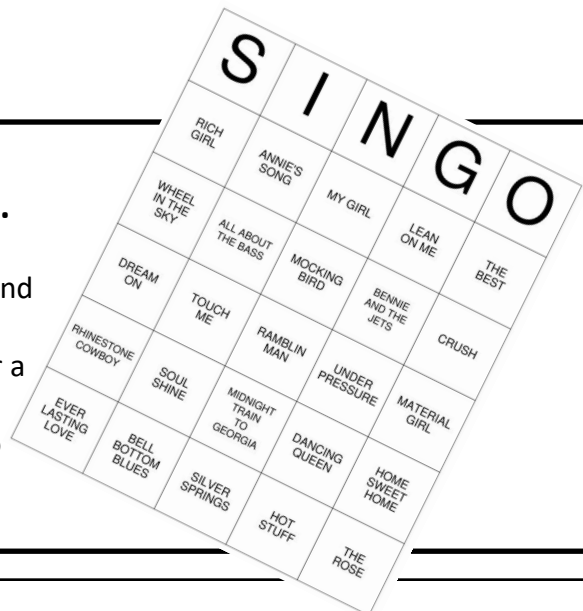 .
nd
r a
S I N G O
RICH
GIRL
ANNIE'S
SONG
MY GIRL
LEAN
ON ME
THE
BEST
WHEEL
IN THE
SKY
ALL ABOUT
THE BASS
MOCKING
BIRD
BENNIE
AND THE
JETS
CRUSH
DREAM
ON
TOUCH
ME
RAMBLIN
MAN
UNDER
PRESSURE
MATERIAL
GIRL
RHINESTONE
COWBOY
SOUL
SHINE
MIDNIGHT
TRAIN
TO
GEORGIA
DANCING
QUEEN
HOME
SWEET
HOME
EVER
LASTING
LOVE
BELL
BOTTOM
BLUES
SILVER
SPRINGS
HOT
STUFF
THE
ROSE